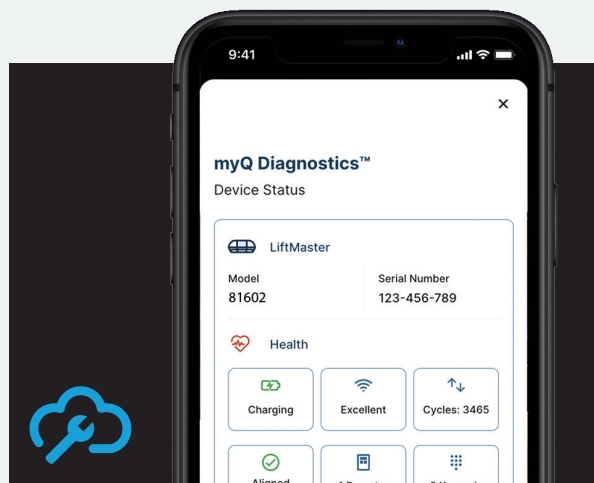 9:41
myQ Diagnostics™
Device Status
LiftMaster
Model
Serial Number
81602
123-456-789
Health
Charging
Excellent
Cycles: 3465
Aligned